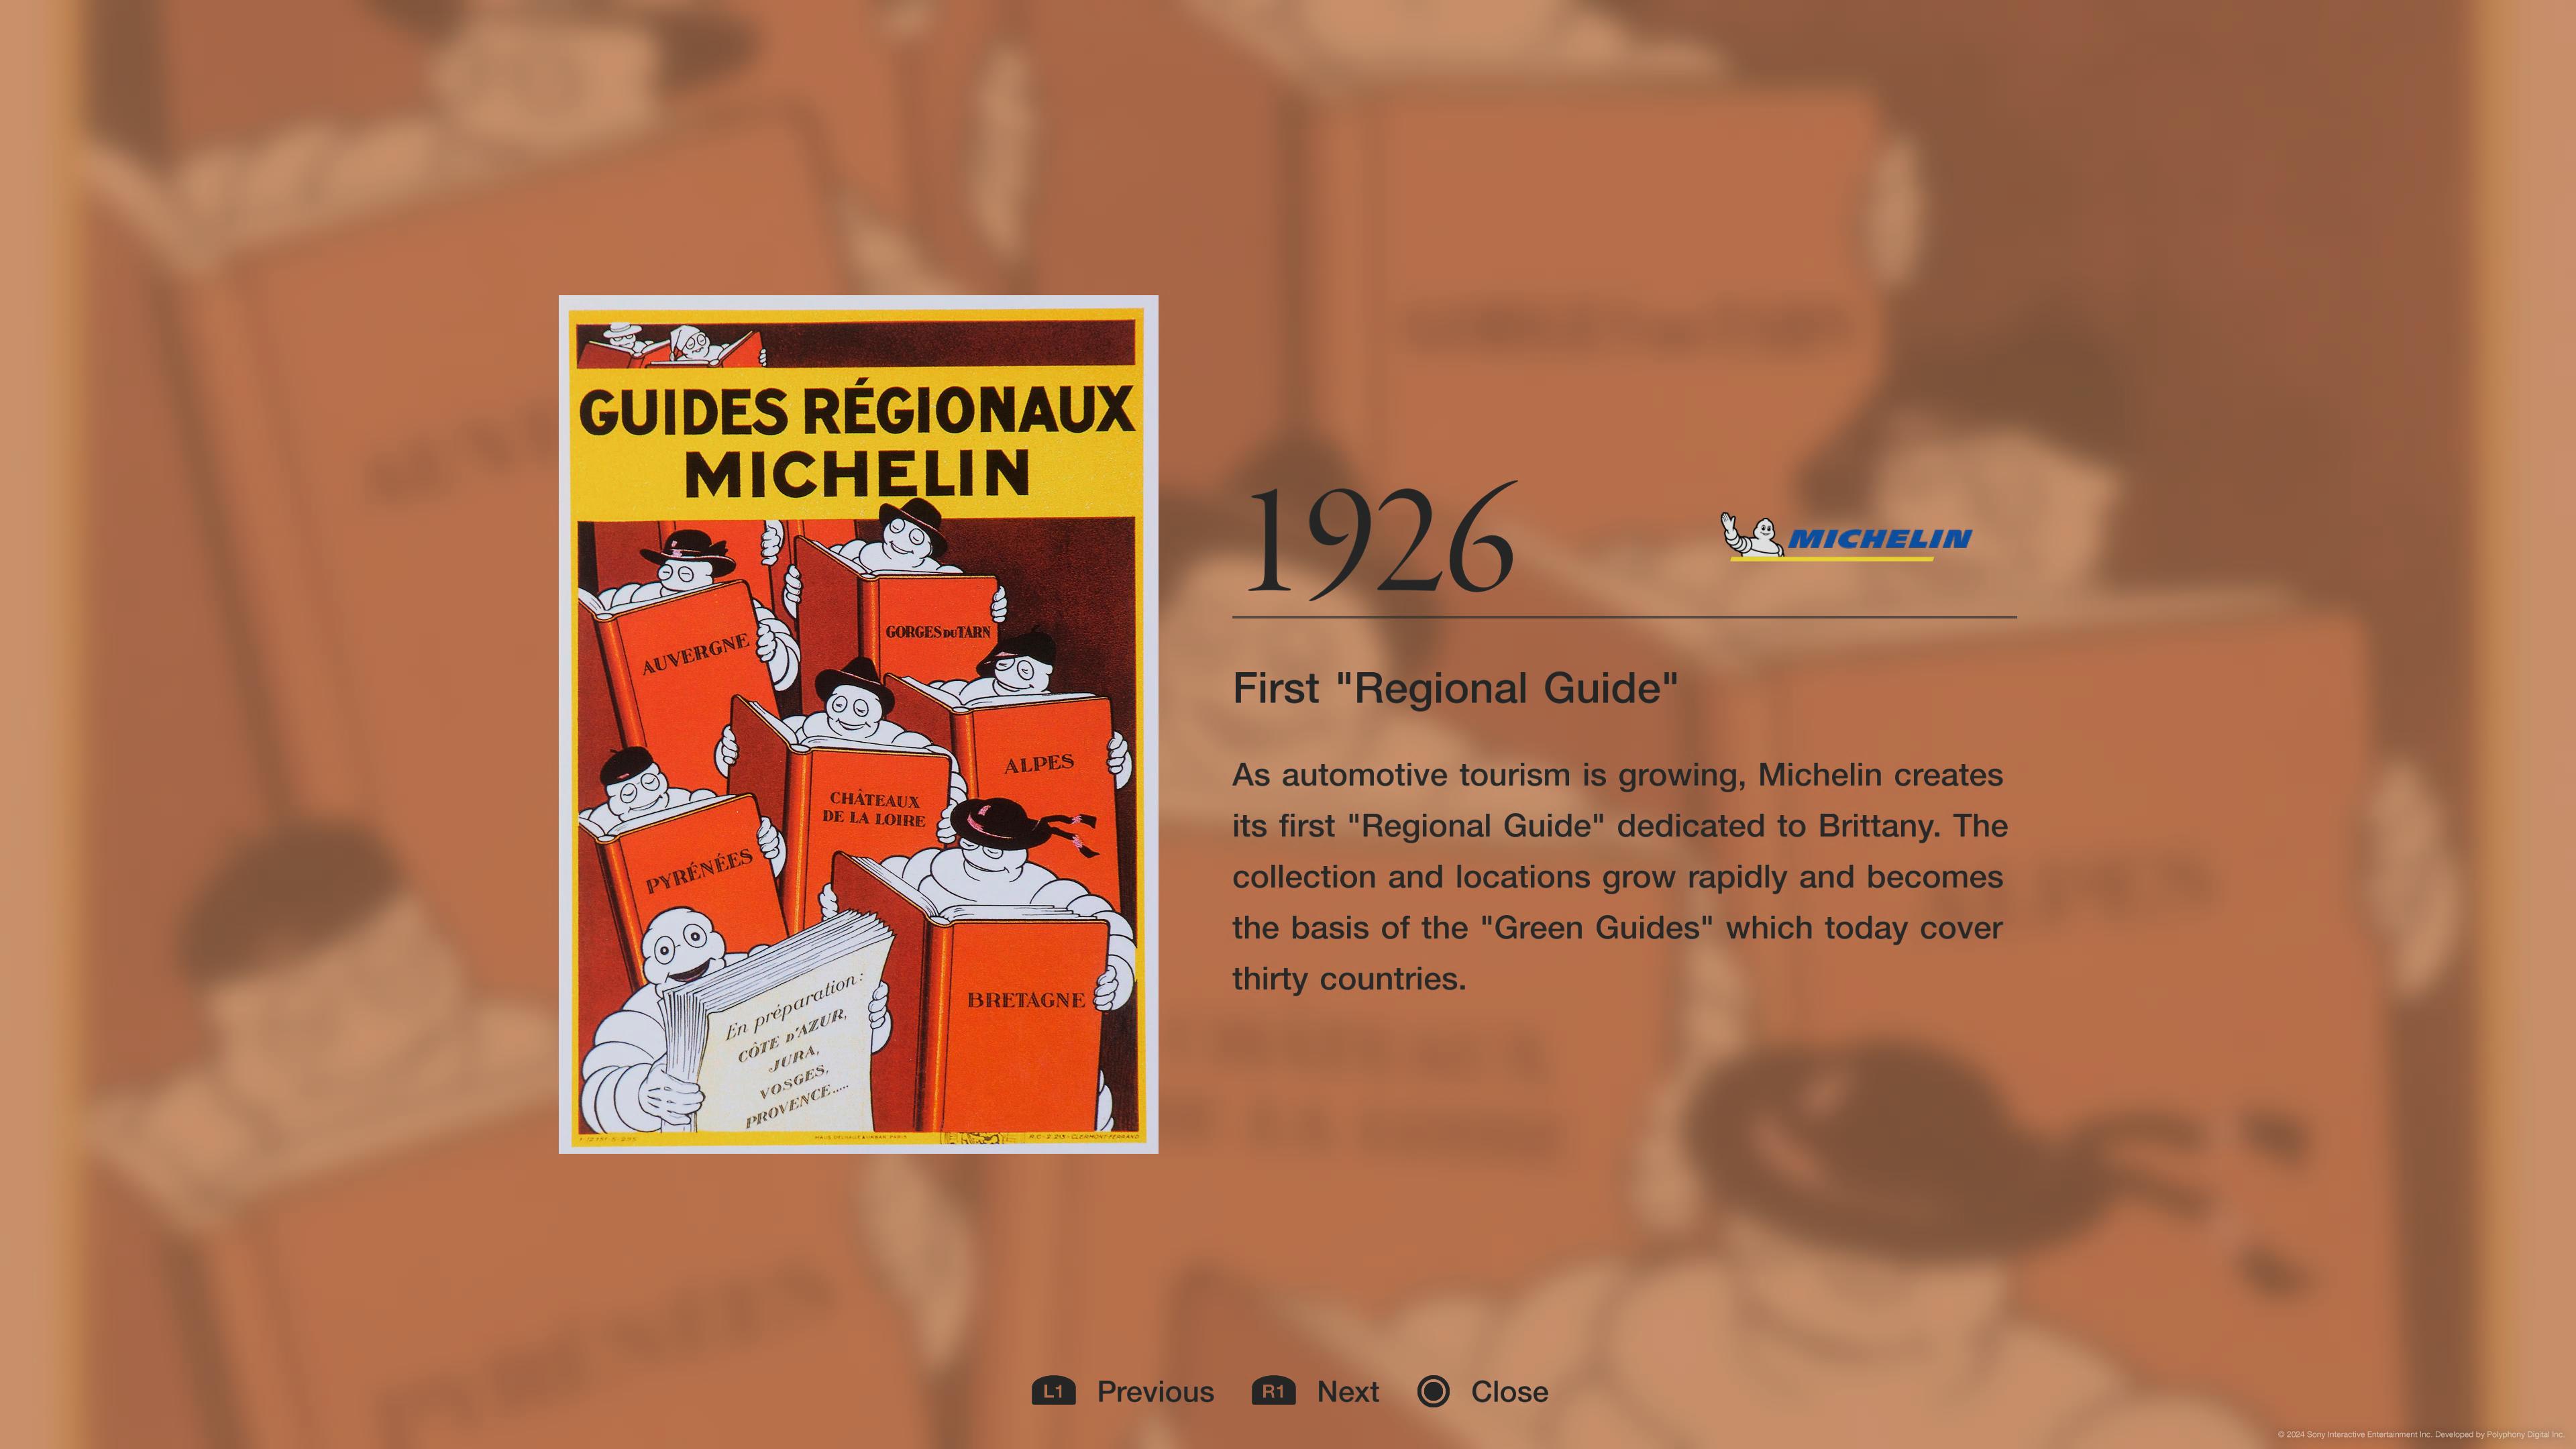 GUIDES RÉGIONAUX
MICHELIN
AUVERGNE
GORGES DU TARN
ALPES
CHÂTEAUX
DE LA LOIRE
PYRÉNÉES
BRETAGNE
En préparation:
CÔTE D'AZUR,
JURA,
VOSGES,
PROVENCE.....
1926
MICHELIN
First "Regional Guide"
As automotive tourism is growing, Michelin creates
its first "Regional Guide" dedicated to Brittany. The
collection and locations grow rapidly and becomes
the basis of the "Green Guides" which today cover
thirty countries.
L1 Previous R1 Next Close
© 2024 Sony Interactive Entertainment Inc. Developed by Polyphony Digital Inc.